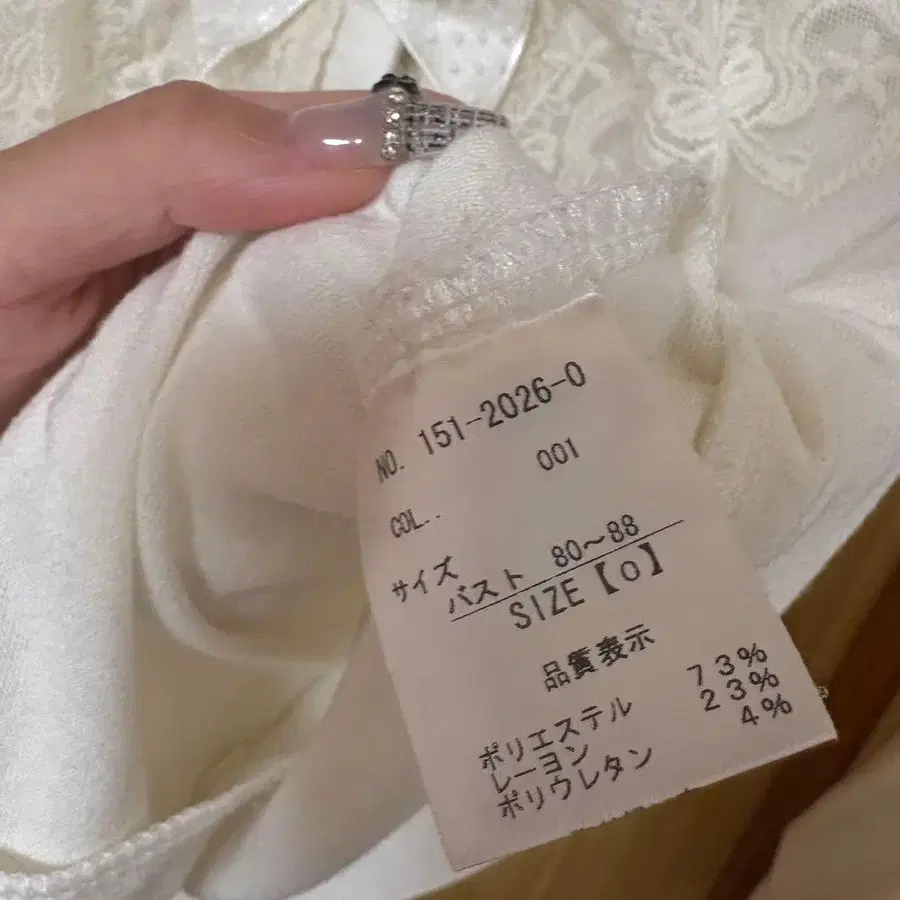 NO. 151-2026-0
COL.. 001
サイズ
バスト 80〜88
SIZE【O】
品質表示
ポリエステル 73%
レーヨン 23%
ポリウレタン 4%